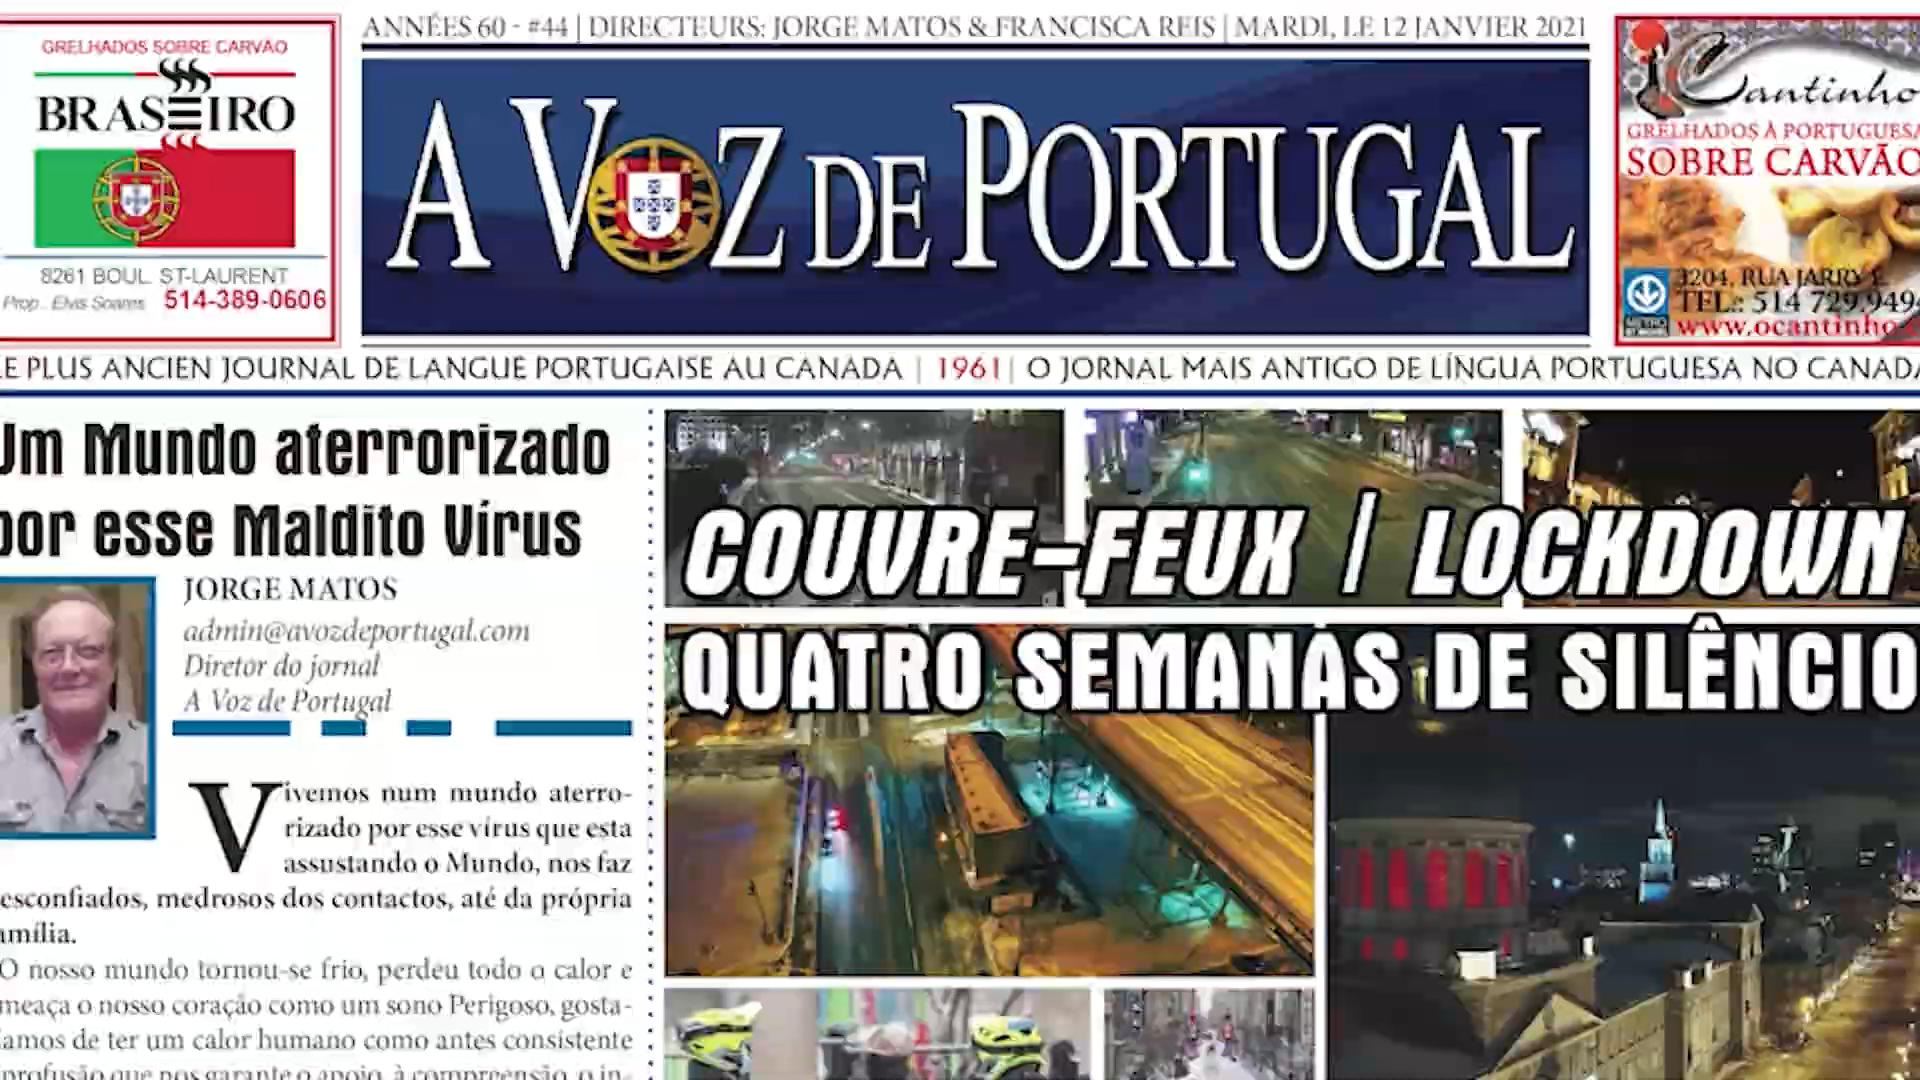 GRELHADOS SOBRE CARVÃO
BRASEIRO
8261 BOUL. ST-LAURENT
Prop.. Elvis Soares 514-389-0606
ANNÉES 60 - #44 | DIRECTEURS: JORGE MATOS & FRANCISCA REIS | MARDI, LE 12 JANVIER 2021
A VOZ DE PORTUGAL
Cantinho
GRELHADOS À PORTUGUESA
SOBRE CARVÃO
3204, RUA JARRY E.
TEL.: 514 729.949
www.ocantinho.
LE PLUS ANCIEN JOURNAL DE LANGUE PORTUGAISE AU CANADA | 1961 | O JORNAL MAIS ANTIGO DE LÍNGUA PORTUGUESA NO CANADA
Um Mundo aterrorizado
por esse Maldito Vírus
JORGE MATOS
admin@avozdeportugal.com
Diretor do jornal
A Voz de Portugal
Vivemos num mundo aterro-
rizado por esse vírus que esta
assustando o Mundo, nos faz
esconfiados, medrosos dos contactos, até da própria
amília.
O nosso mundo tornou-se frio, perdeu todo o calor e
meaça o nosso coração como um sono Perigoso, gosta-
íamos de ter um calor humano como antes consistente
profusão que nos garante o apoio, à compreensão, o in-
COUVRE-FEUX / LOCKDOWN
QUATRO SEMANAS DE SILÊNCIO